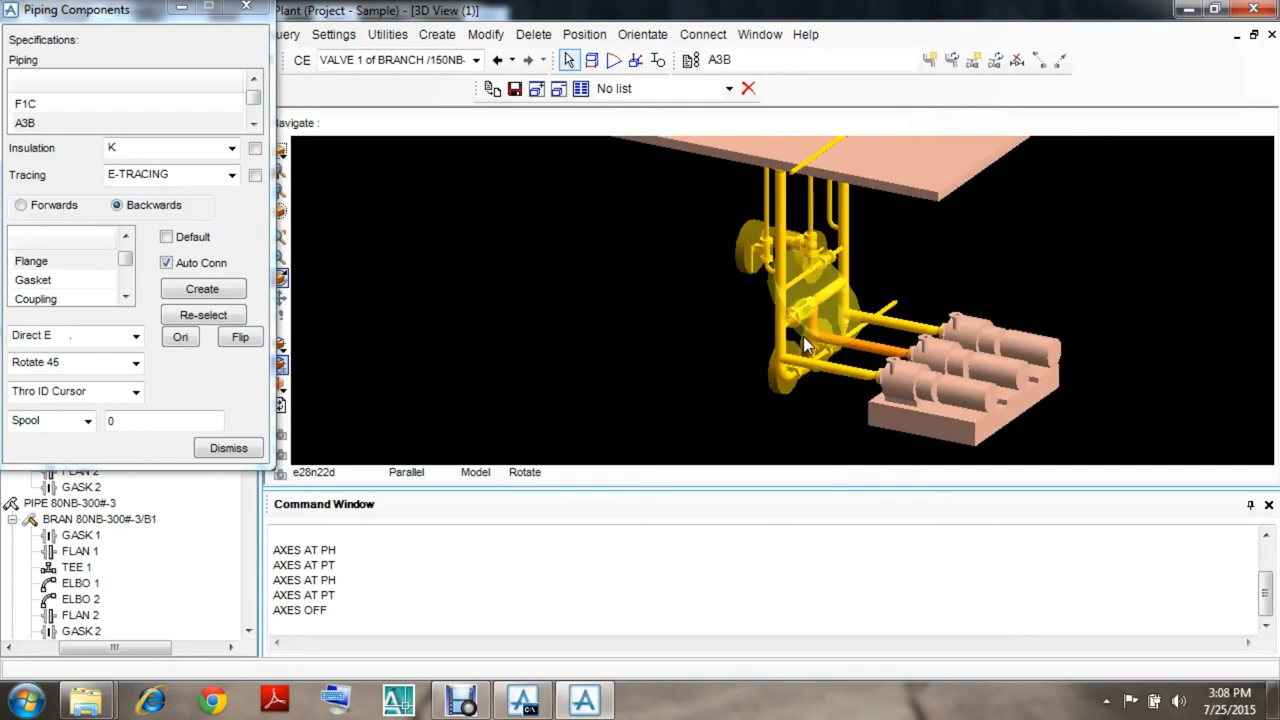 Piping Components
Plant (Project - Sample) - [3D View (1)]
Settings Utilities Create Modify Delete Position Orientate Connect Window Help
Specifications:
Piping
CE VALVE 1 of BRANCH /150NB- A3B
No list
F1C
A3B
avigate :
Insulation K
Tracing E-TRACING
Forwards Backwards
Default
Flange Auto Conn
Gasket Create
Coupling
Re-select
Direct E Ori Flip
Rotate 45
Thro ID Cursor
Spool 0
Dismiss
e28n22d Parallel Model Rotate
GASK 2
PIPE 80NB-300#-3
BRAN 80NB-300#-3/B1
GASK 1
FLAN 1
TEE 1
ELBO 1
ELBO 2
FLAN 2
GASK 2
Command Window
AXES AT PH
AXES AT PT
AXES AT PH
AXES AT PT
AXES OFF
3:08 PM
7/25/2015